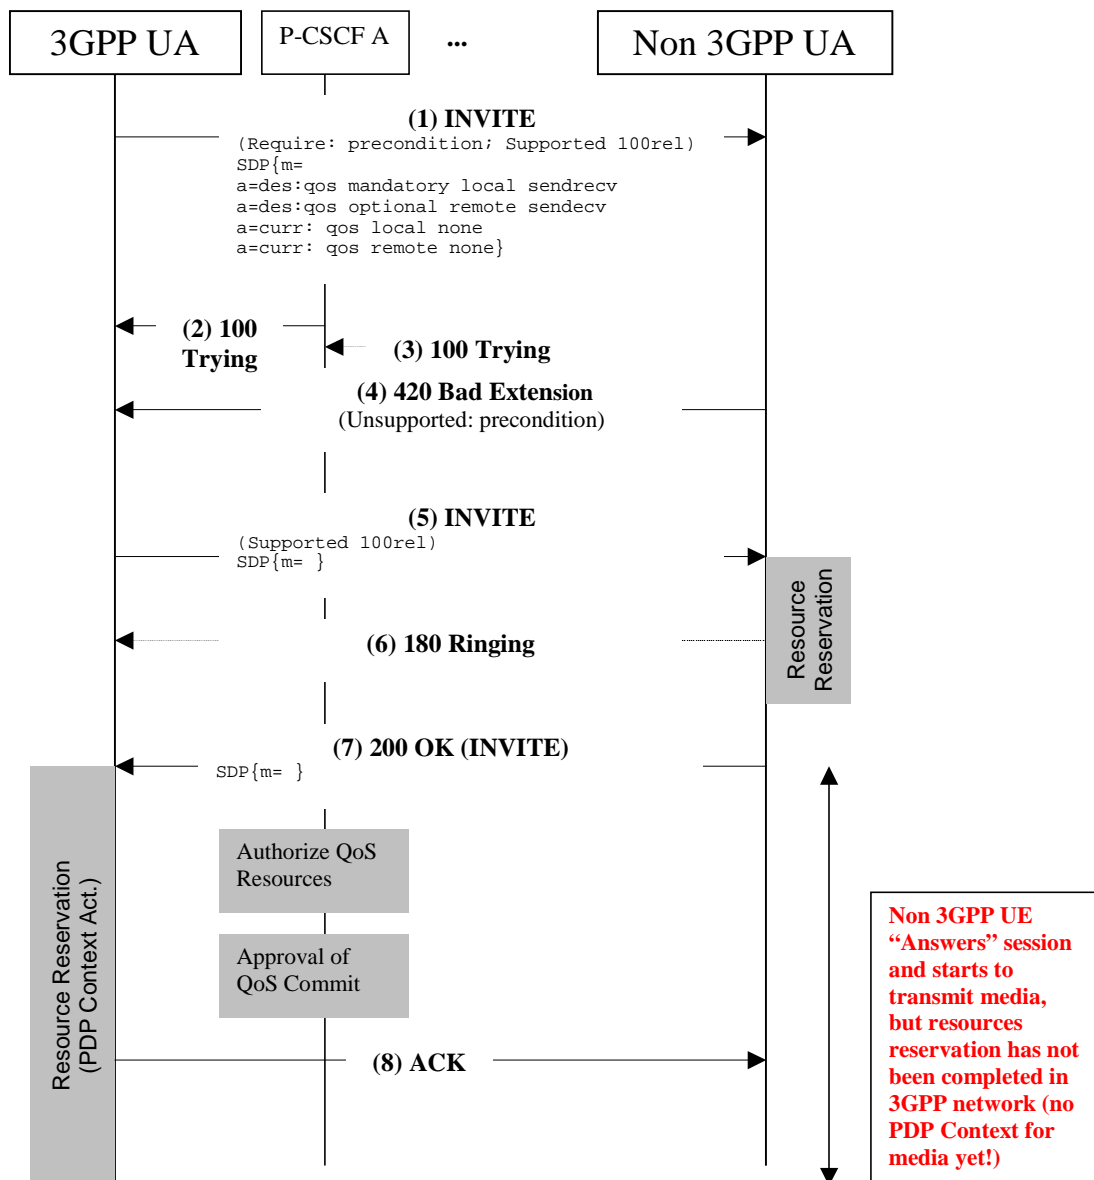 3GPP UA
P-CSCF A
...
Non 3GPP UA
(1) INVITE
(Require: precondition; Supported 100rel)
SDP{m=
a=des:qos mandatory local sendrecv
a=des:qos optional remote sendecv
a=curr: qos local none
a=curr: qos remote none}
(2) 100
Trying
(3) 100 Trying
(4) 420 Bad Extension
(Unsupported: precondition)
(5) INVITE
(Supported 100rel)
SDP{m= }
Resource
Reservation
(6) 180 Ringing
(7) 200 OK (INVITE)
SDP{m= }
Authorize QoS
Resources
Approval of
QoS Commit
Resource Reservation
(PDP Context Act.)
(8) ACK
Non 3GPP UE
“Answers” session
and starts to
transmit media,
but resources
reservation has not
been completed in
3GPP network (no
PDP Context for
media yet!)